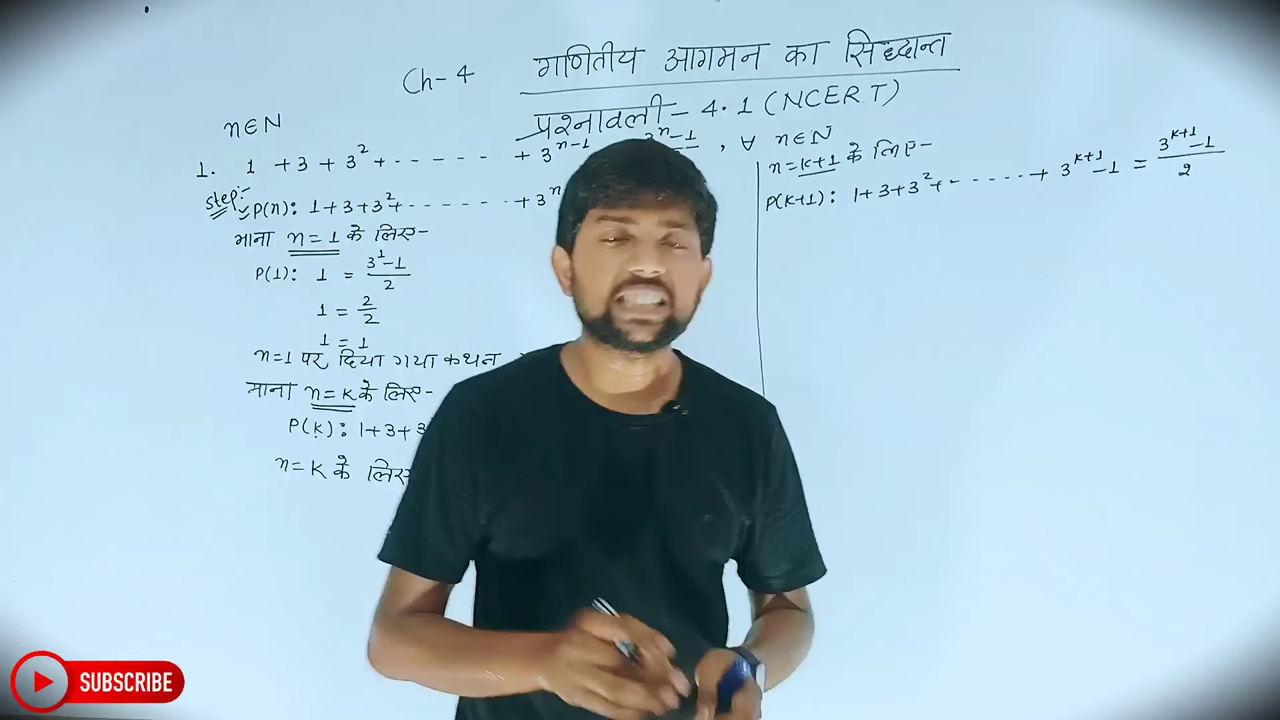 Ch-4 गणितीय आगमन का सिद्धान्त
प्रश्नावली - 4.1 (NCERT)
n∈N
1. 1 + 3 + 3² + ------ + 3ⁿ⁻¹ 3ⁿ-1 , ∀ n∈N
step:-
P(n): 1+3+3²+------- +3ⁿ
माना n=1 के लिए-
P(1): 1 = 3¹-1/2
1 = 2/2
1 = 1
n=1 पर दिया गया कथन
माना n=k के लिए-
P(k): 1+3+3
n=k के लिए
n=k+1 के लिए-
P(k+1): 1+3+3²+------+ 3ᵏ⁺¹-1 = 3ᵏ⁺¹-1/2
SUBSCRIBE